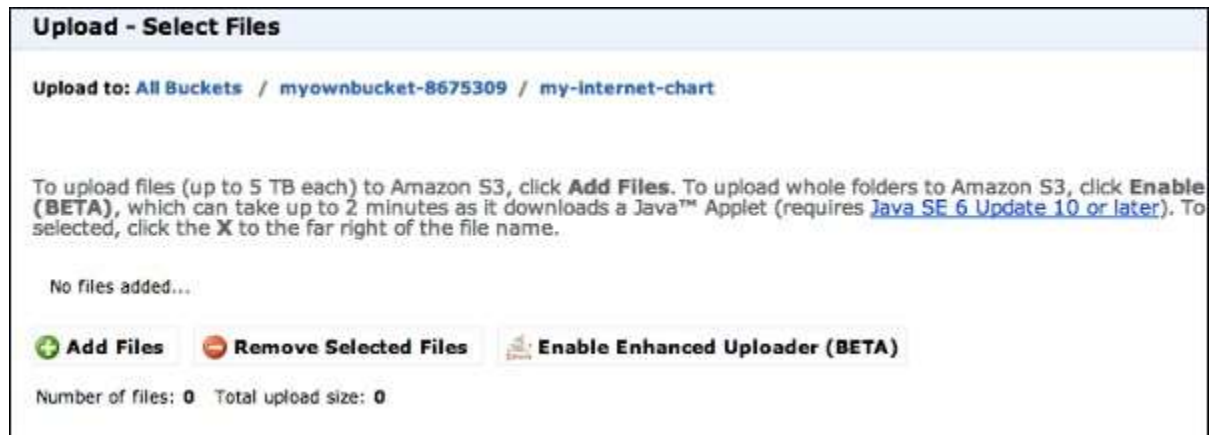 Upload - Select Files
Upload to: All Buckets / myownbucket-8675309 / my-internet-chart
To upload files (up to 5 TB each) to Amazon S3, click Add Files. To upload whole folders to Amazon S3, click Enable
(BETA), which can take up to 2 minutes as it downloads a Java™ Applet (requires Java SE 6 Update 10 or later). To
selected, click the X to the far right of the file name.
No files added...
Add Files Remove Selected Files Enable Enhanced Uploader (BETA)
Number of files: 0 Total upload size: 0